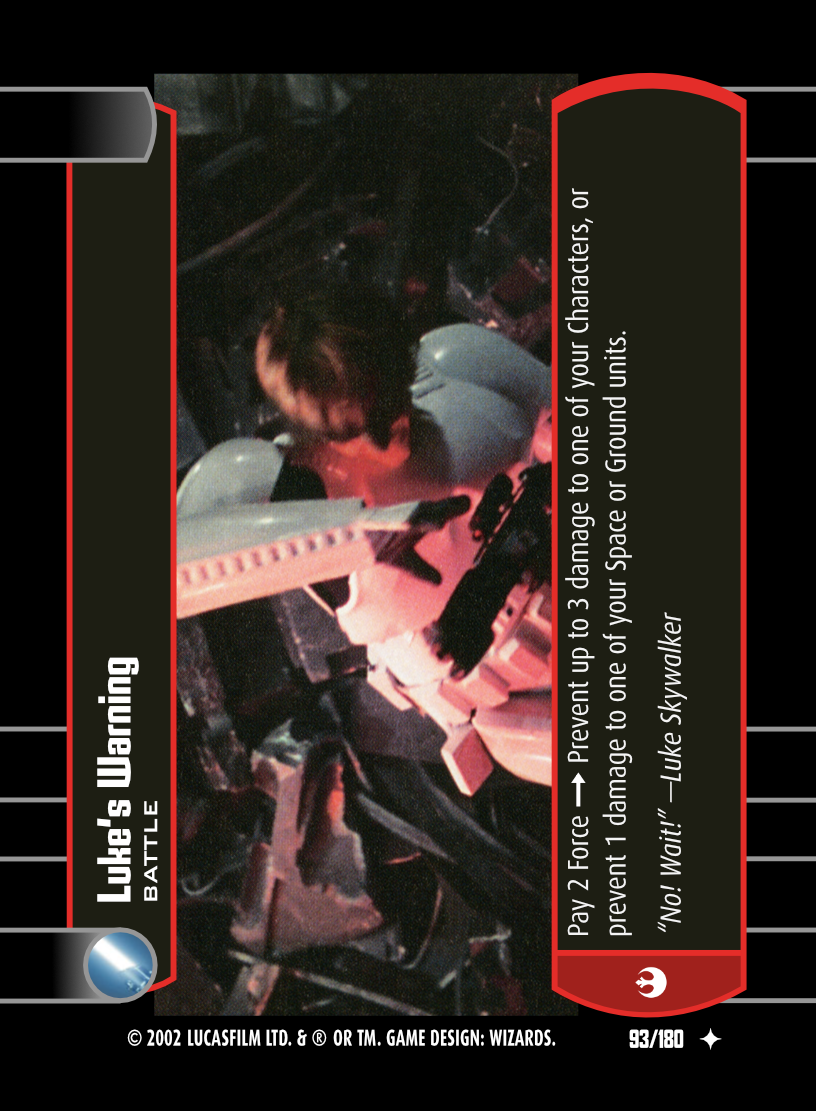 Luke's Warning
BATTLE
Pay 2 Force → Prevent up to 3 damage to one of your Characters, or
prevent 1 damage to one of your Space or Ground units.
“No! Wait!” —Luke Skywalker
© 2002 LUCASFILM LTD. & ® OR TM. GAME DESIGN: WIZARDS.
93/180